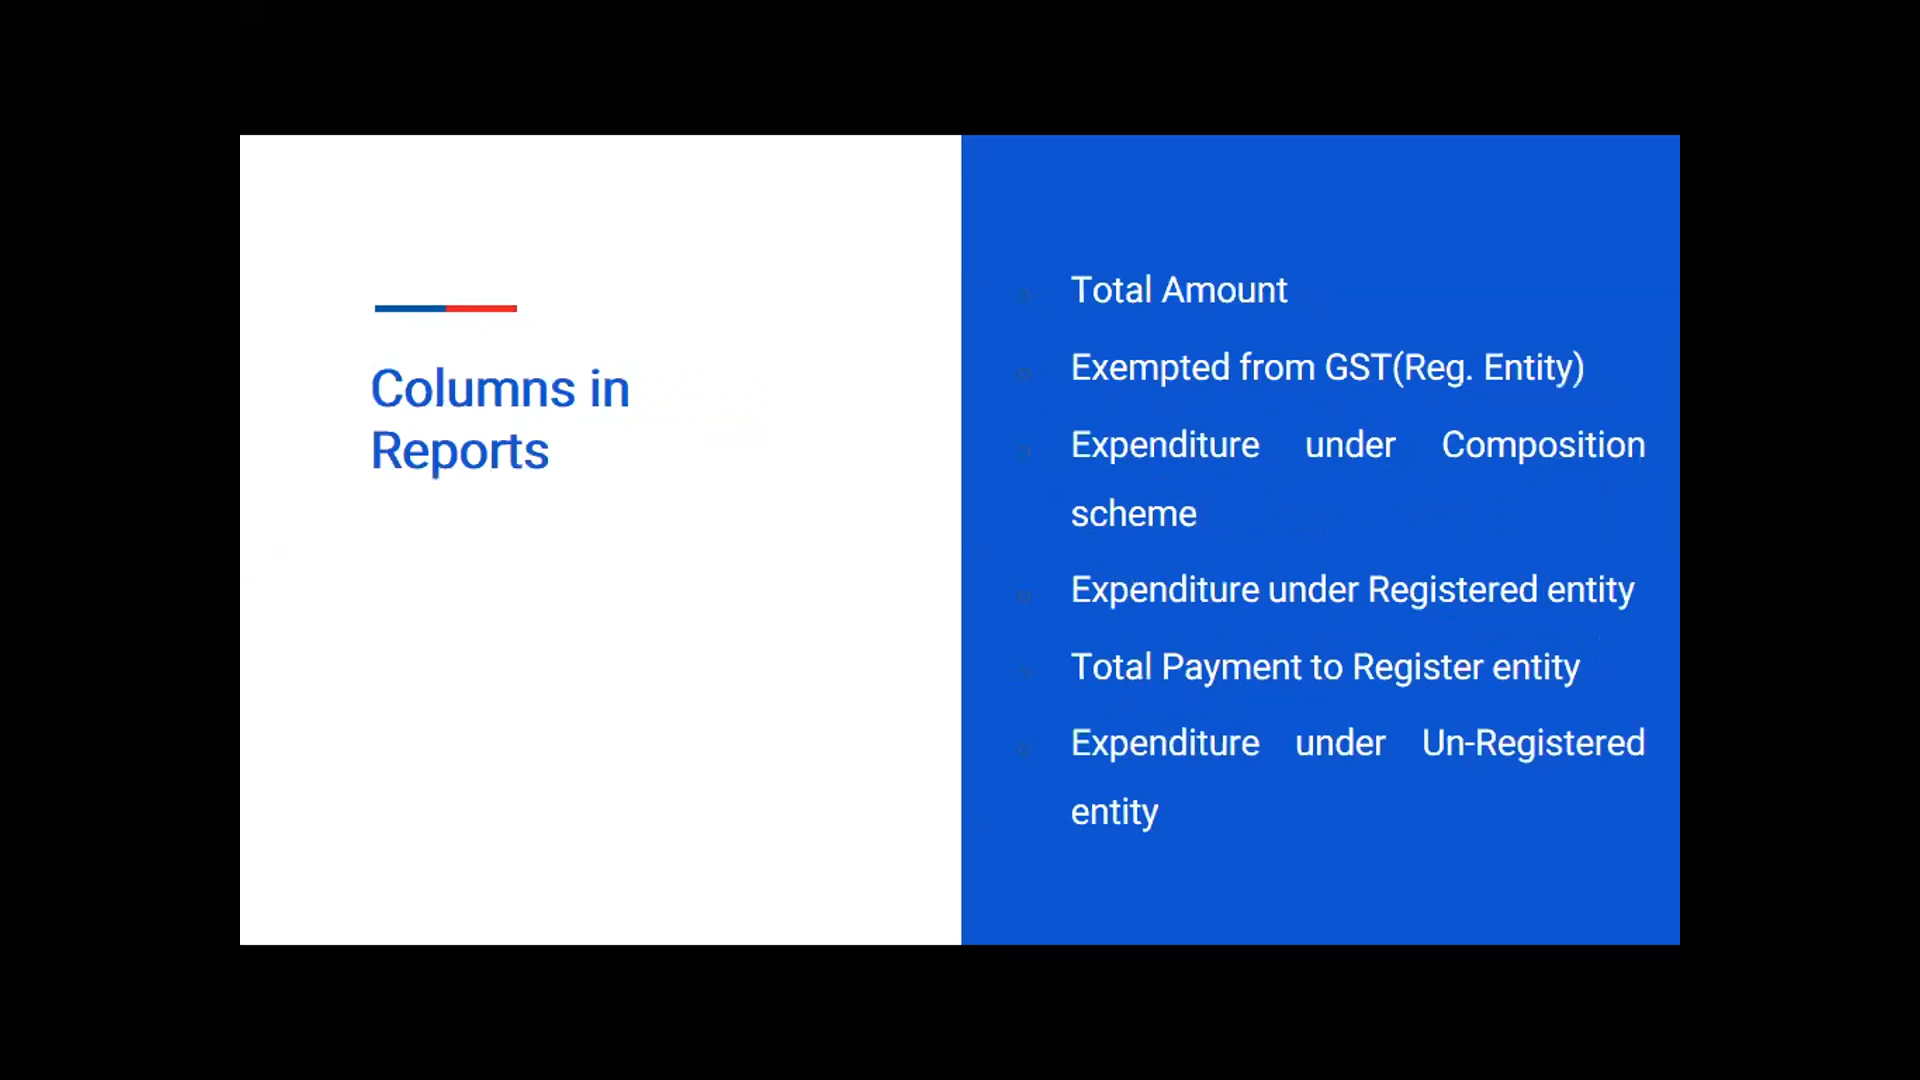 Columns in
Reports
Total Amount
Exempted from GST(Reg. Entity)
Expenditure under Composition
scheme
Expenditure under Registered entity
Total Payment to Register entity
Expenditure under Un-Registered
entity